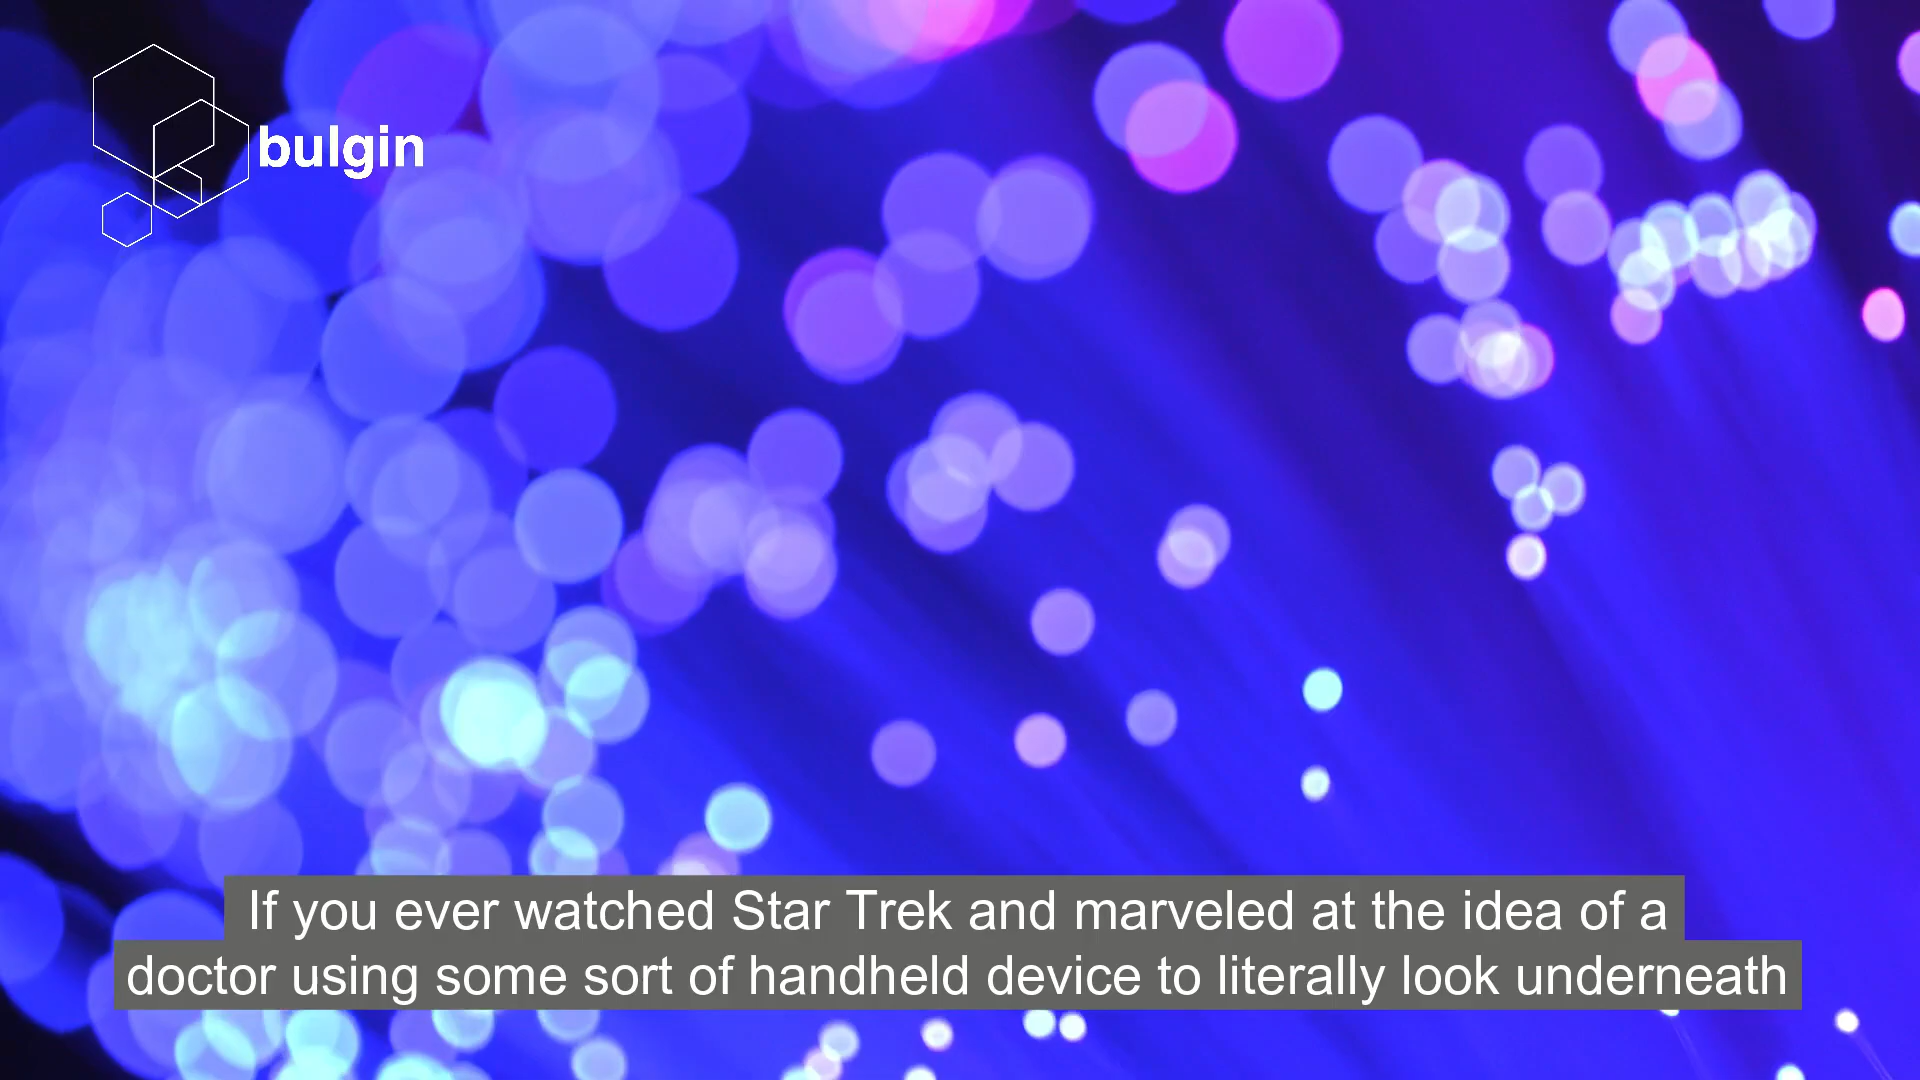 bulgin
If you ever watched Star Trek and marveled at the idea of a
doctor using some sort of handheld device to literally look underneath